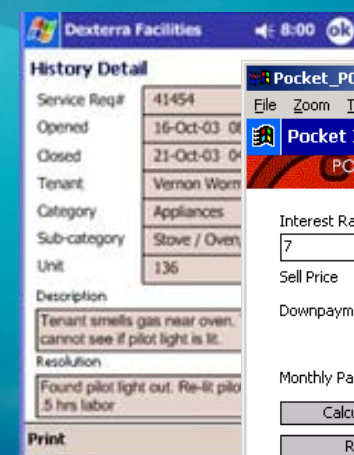 Dexterra Facilities
8:00 ok
History Detail
Service Req# 41454
Opened 16-Oct-03
Closed 21-Oct-03
Tenant Vernon
Category Appliances
Sub-category Stove / Oven,
Unit 136
Description
Tenant smells gas near oven.
cannot see if pilot light is lit.
Resolution
Found pilot light out. Re-lit
.5 hrs labor
Print
Pocket_PO
File Zoom T
Pocket
PO
Interest Ra
7
Sell Price
Downpaym
Monthly Pa
Calcu
R